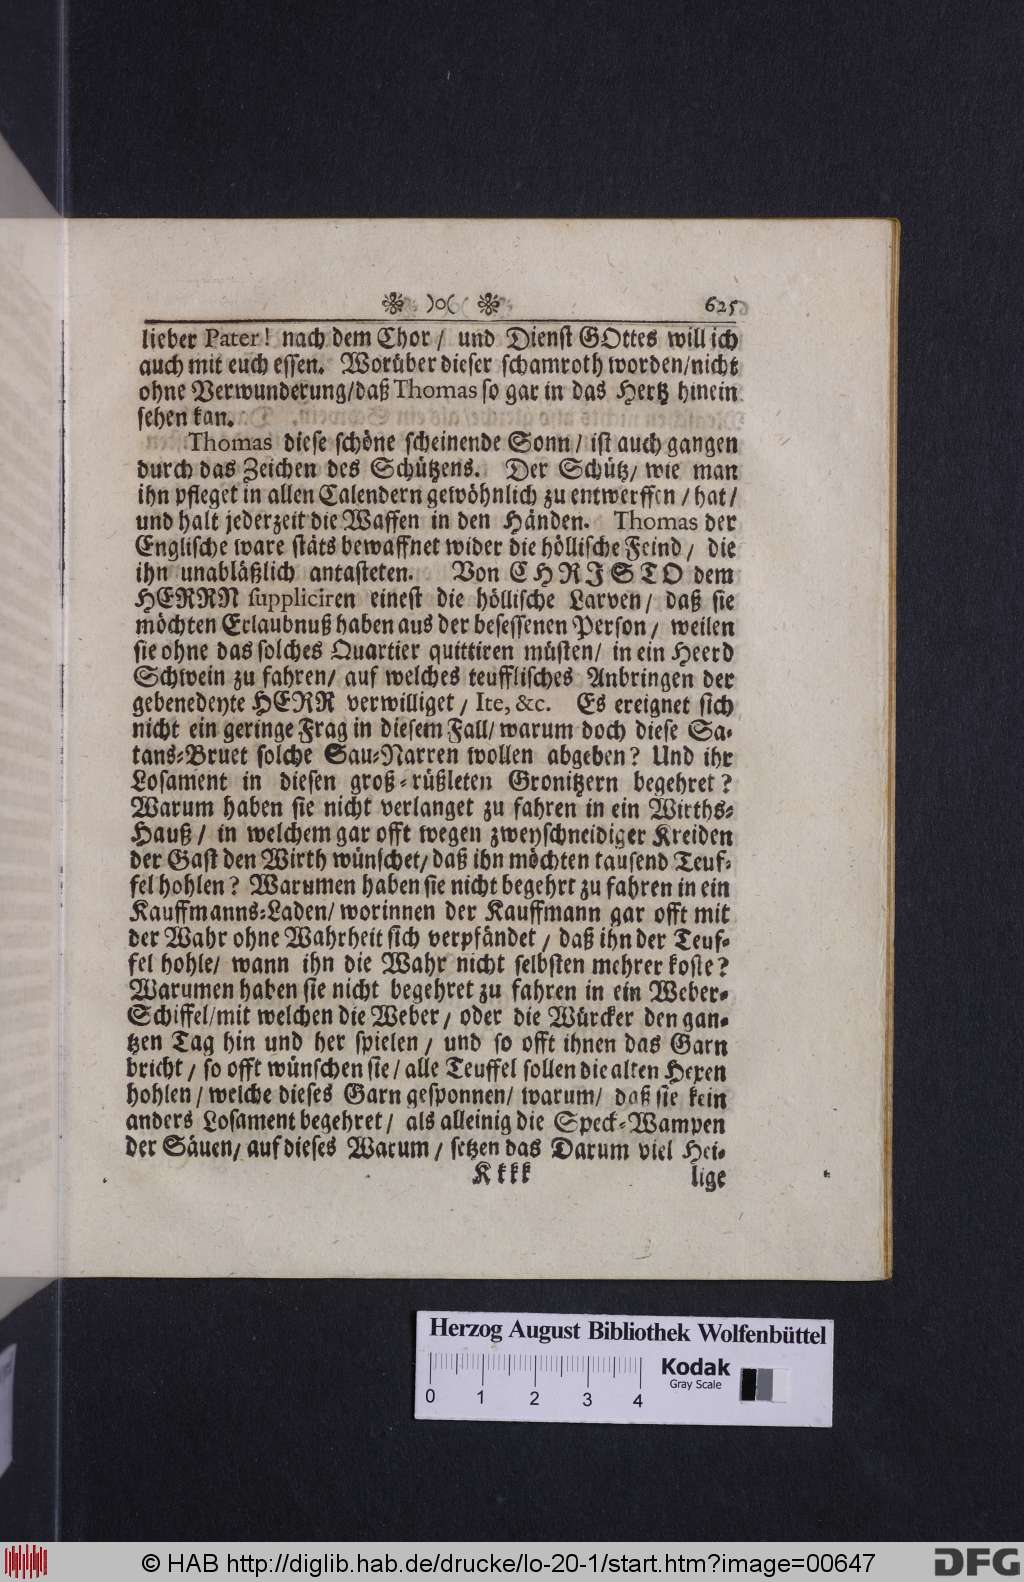 ❃ )o( ❃ 625
lieber Pater! nach dem Chor / und Dienst GOttes will ich
auch mit euch essen. Worüber dieser schamroth worden/nicht
ohne Verwunderung/daß Thomas so gar in das Hertz hinein
sehen kan.
Thomas diese schöne scheinende Sonn / ist auch gangen
durch das Zeichen des Schützens. Der Schütz/ wie man
ihn pfleget in allen Calendern gewöhnlich zu entwerffen / hat/
und halt jederzeit die Waffen in den Händen. Thomas der
Englische ware stäts bewaffnet wider die höllische Feind / die
ihn unabläßlich antasteten. Von CHRISTO dem
HERRN suppliciren einest die höllische Larven/ daß sie
möchten Erlaubnuß haben aus der besessenen Person / weilen
sie ohne das solches Quartier quittiren müsten/ in ein Heerd
Schwein zu fahren/ auf welches teufflisches Anbringen der
gebenedeyte HERR verwilliget / Ite, &c. Es ereignet sich
nicht ein geringe Frag in diesem Fall/ warum doch diese Sa-
tans-Bruet solche Sau-Narren wollen abgeben? Und ihr
Losament in diesen groß-rüßleten Gronitzern begehret?
Warum haben sie nicht verlanget zu fahren in ein Wirths-
Hauß / in welchem gar offt wegen zweyschneidiger Kreiden
der Gast den Wirth wünschet/ daß ihn möchten tausend Teuf-
fel hohlen? Warumen haben sie nicht begehrt zu fahren in ein
Kauffmanns-Laden/ worinnen der Kauffmann gar offt mit
der Wahr ohne Wahrheit sich verpfändet / daß ihn der Teuf-
fel hohle/ wann ihn die Wahr nicht selbsten mehrer koste?
Warumen haben sie nicht begehret zu fahren in ein Weber-
Schiffel/mit welchen die Weber / oder die Würcker den gan-
tzen Tag hin und her spielen / und so offt ihnen das Garn
bricht / so offt wünschen sie / alle Teuffel sollen die alten Hexen
hohlen / welche dieses Garn gesponnen/ warum/ daß sie kein
anders Losament begehret / als alleinig die Speck-Wampen
der Säuen/ auf dieses Warum / setzen das Darum viel Hei-
Kkkk lige
Herzog August Bibliothek Wolfenbüttel
Kodak
Gray Scale
0 1 2 3 4
© HAB http://diglib.hab.de/drucke/lo-20-1/start.htm?image=00647
DFG